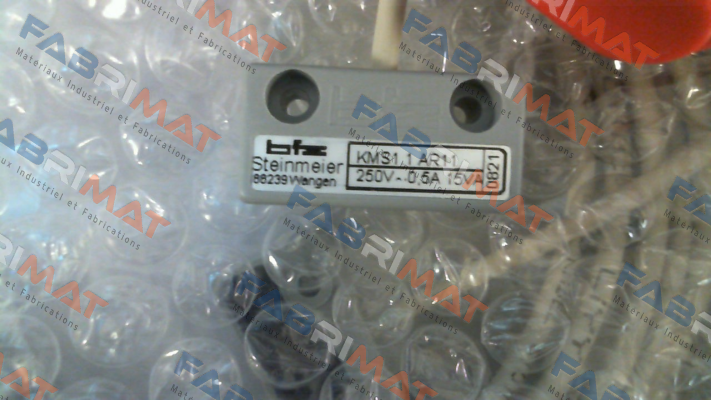 bfz
Steinmeier
88239 Wangen
KMS1.1 AR11
250V~ 0,5A 15VA
0821
FABRIMAT
Matériaux Industriel et Fabrications